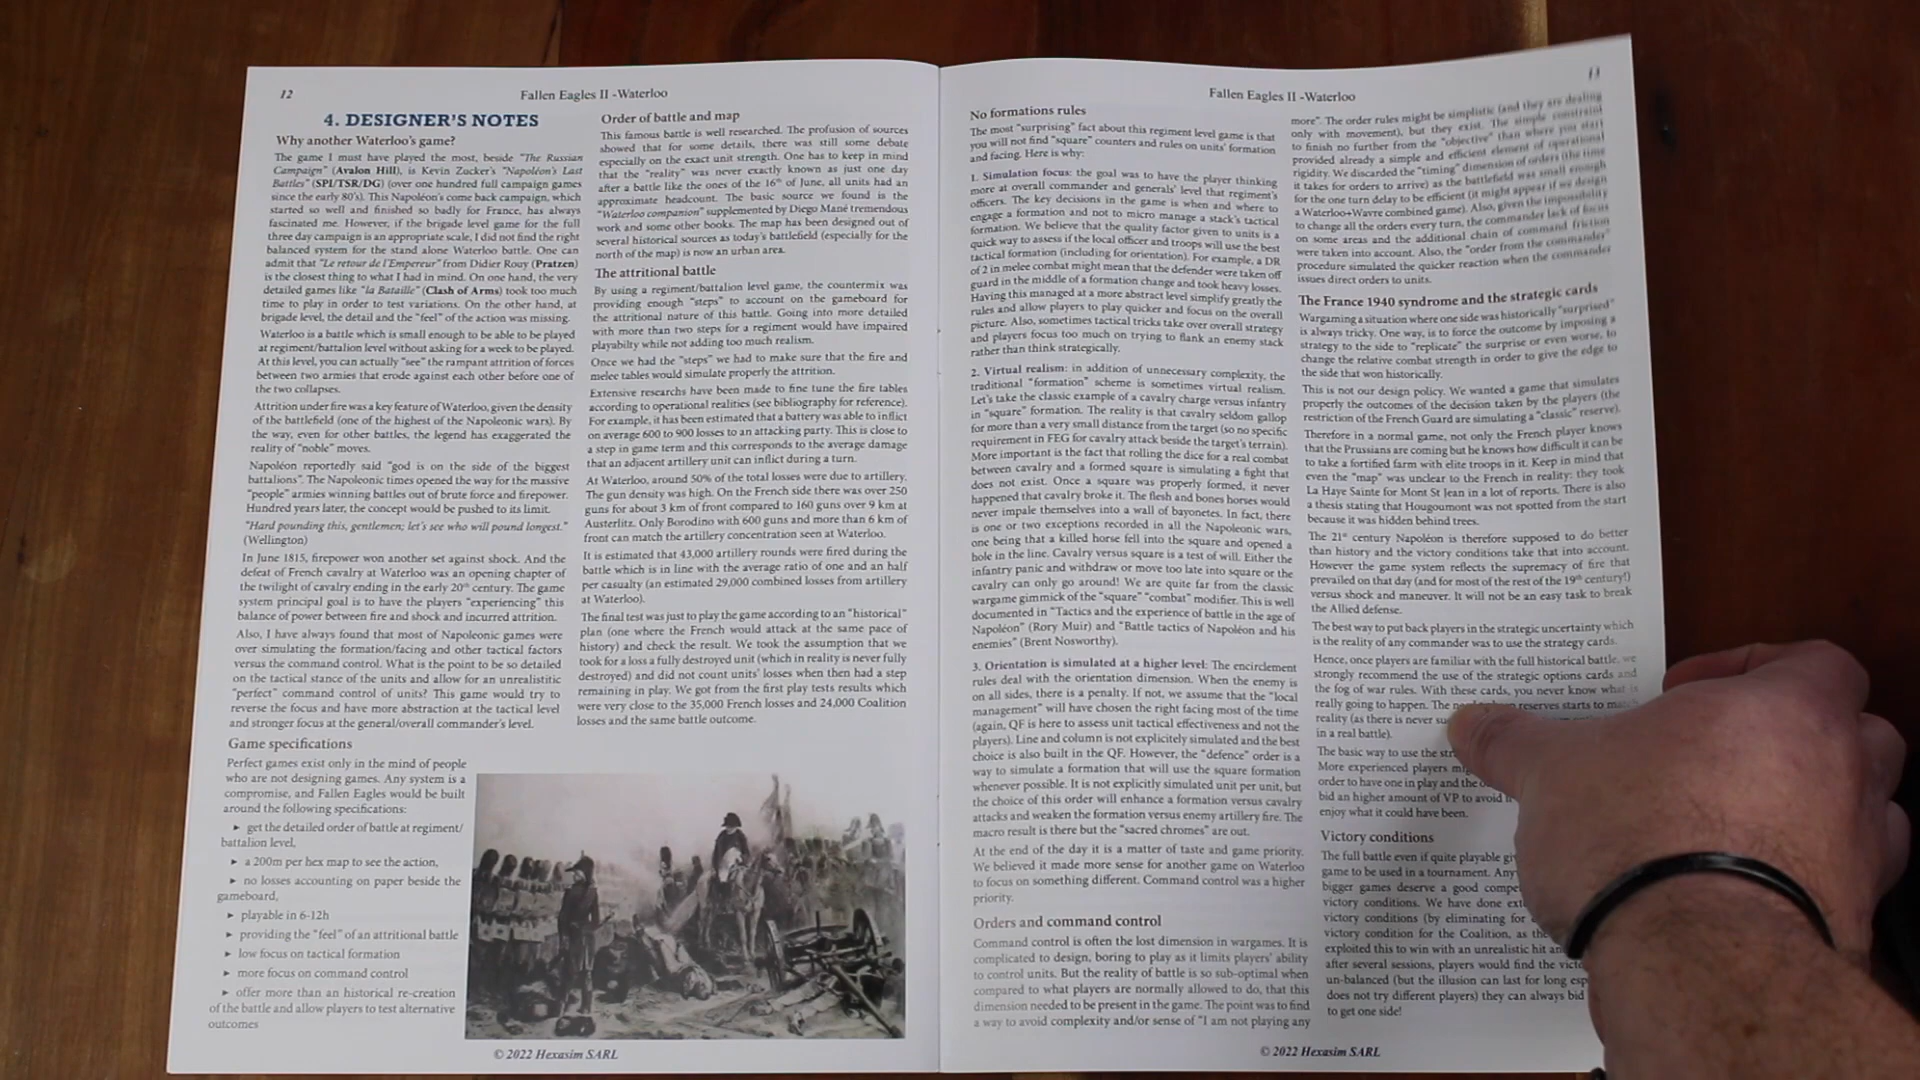 12
Fallen Eagles II -Waterloo
4. DESIGNER'S NOTES
Why another Waterloo's game?
The game I must have played the most, beside "The Russian
Campaign" (Avalon Hill), is Kevin Zucker's "Napoléon's Last
Battles" (SPI/TSR/DG) (over one hundred full campaign games
since the early 80's). This Napoléon's come back campaign, which
started so well and finished so badly for France, has always
fascinated me. However, if the brigade level game for the full
three day campaign is an appropriate scale, I did not find the right
balanced system for the stand alone Waterloo battle. One can
admit that "Le retour de l'Empereur" from Didier Rouy (Pratzen)
is the closest thing to what I had in mind. On one hand, the very
detailed games like "la Bataille" (Clash of Arms) took too much
time to play in order to test variations. On the other hand, at
brigade level, the detail and the "feel" of the action was missing.
Waterloo is a battle which is small enough to be able to be played
at regiment/battalion level without asking for a week to be played.
At this level, you can actually "see" the rampant attrition of forces
between two armies that erode against each other before one of
the two collapses.
Attrition under fire was a key feature of Waterloo, given the density
of the battlefield (one of the highest of the Napoleonic wars). By
the way, even for other battles, the legend has exaggerated the
reality of "noble" moves.
Napoléon reportedly said "god is on the side of the biggest
battalions". The Napoleonic times opened the way for the massive
"people" armies winning battles out of brute force and firepower.
Hundred years later, the concept would be pushed to its limit.
"Hard pounding this, gentlemen; let's see who will pound longest."
(Wellington)
In June 1815, firepower won another set against shock. And the
defeat of French cavalry at Waterloo was an opening chapter of
the twilight of cavalry ending in the early 20th century. The game
system principal goal is to have the players "experiencing" this
balance of power between fire and shock and incurred attrition.
Also, I have always found that most of Napoleonic games were
over simulating the formation/facing and other tactical factors
versus the command control. What is the point to be so detailed
on the tactical stance of the units and allow for an unrealistic
"perfect" command control of units? This game would try to
reverse the focus and have more abstraction at the tactical level
and stronger focus at the general/overall commander's level.
Game specifications
Perfect games exist only in the mind of people
who are not designing games. Any system is a
compromise, and Fallen Eagles would be built
around the following specifications:
► get the detailed order of battle at regiment/
battalion level,
► a 200m per hex map to see the action,
► no losses accounting on paper beside the
gameboard,
► playable in 6-12h
► providing the "feel" of an attritional battle
► low focus on tactical formation
► more focus on command control
► offer more than an historical re-creation
of the battle and allow players to test alternative
outcomes
Order of battle and map
This famous battle is well researched. The profusion of sources
showed that for some details, there was still some debate
especially on the exact unit strength. One has to keep in mind
that the "reality" was never exactly known as just one day
after a battle like the ones of the 16th of June, all units had an
approximate headcount. The basic source we found is the
"Waterloo companion" supplemented by Diego Mané tremendous
work and some other books. The map has been designed out of
several historical sources as today's battlefield (especially for the
north of the map) is now an urban area.
The attritional battle
By using a regiment/battalion level game, the countermix was
providing enough "steps" to account on the gameboard for
the attritional nature of this battle. Going into more detailed
with more than two steps for a regiment would have impaired
playabilty while not adding too much realism.
Once we had the "steps" we had to make sure that the fire and
melee tables would simulate properly the attrition.
Extensive researchs have been made to fine tune the fire tables
according to operational realities (see bibliography for reference).
For example, it has been estimated that a battery was able to inflict
on average 600 to 900 losses to an attacking party. This is close to
a step in game term and this corresponds to the average damage
that an adjacent artillery unit can inflict during a turn.
At Waterloo, around 50% of the total losses were due to artillery.
The gun density was high. On the French side there was over 250
guns for about 3 km of front compared to 160 guns over 9 km at
Austerlitz. Only Borodino with 600 guns and more than 6 km of
front can match the artillery concentration seen at Waterloo.
It is estimated that 43,000 artillery rounds were fired during the
battle which is in line with the average ratio of one and an half
per casualty (an estimated 29,000 combined losses from artillery
at Waterloo).
The final test was just to play the game according to an "historical"
plan (one where the French would attack at the same pace of
history) and check the result. We took the assumption that we
took for a loss a fully destroyed unit (which in reality is never fully
destroyed) and did not count units' losses when then had a step
remaining in play. We got from the first play tests results which
were very close to the 35,000 French losses and 24,000 Coalition
losses and the same battle outcome.
© 2022 Hexasim SARL
Fallen Eagles II -Waterloo
13
No formations rules
The most "surprising" fact about this regiment level game is that
you will not find "square" counters and rules on units' formation
and facing. Here is why:
1. Simulation focus: the goal was to have the player thinking
more at overall commander and generals' level that regiment's
officers. The key decisions in the game is when and where to
engage a formation and not to micro manage a stack's tactical
formation. We believe that the quality factor given to units is a
quick way to assess if the local officer and troops will use the best
tactical formation (including for orientation). For example, a DR
of 2 in melee combat might mean that the defender were taken off
guard in the middle of a formation change and took heavy losses.
Having this managed at a more abstract level simplify greatly the
rules and allow players to play quicker and focus on the overall
picture. Also, sometimes tactical tricks take over overall strategy
and players focus too much on trying to flank an enemy stack
rather than think strategically.
2. Virtual realism: in addition of unnecessary complexity, the
traditional "formation" scheme is sometimes virtual realism.
Let's take the classic example of a cavalry charge versus infantry
in "square" formation. The reality is that cavalry seldom gallop
for more than a very small distance from the target (so no specific
requirement in FEG for cavalry attack beside the target's terrain).
More important is the fact that rolling the dice for a real combat
between cavalry and a formed square is simulating a fight that
does not exist. Once a square was properly formed, it never
happened that cavalry broke it. The flesh and bones horses would
never impale themselves into a wall of bayonetes. In fact, there
is one or two exceptions recorded in all the Napoleonic wars,
one being that a killed horse fell into the square and opened a
hole in the line. Cavalry versus square is a test of will. Either the
infantry panic and withdraw or move too late into square or the
cavalry can only go around! We are quite far from the classic
wargame gimmick of the "square" "combat" modifier. This is well
documented in "Tactics and the experience of battle in the age of
Napoléon" (Rory Muir) and "Battle tactics of Napoléon and his
enemies" (Brent Nosworthy).
3. Orientation is simulated at a higher level: The encirclement
rules deal with the orientation dimension. When the enemy is
on all sides, there is a penalty. If not, we assume that the "local
management" will have chosen the right facing most of the time
(again, QF is here to assess unit tactical effectiveness and not the
players). Line and column is not explicitely simulated and the best
choice is also built in the QF. However, the "defence" order is a
way to simulate a formation that will use the square formation
whenever possible. It is not explicitly simulated unit per unit, but
the choice of this order will enhance a formation versus cavalry
attacks and weaken the formation versus enemy artillery fire. The
macro result is there but the "sacred chromes" are out.
At the end of the day it is a matter of taste and game priority.
We believed it made more sense for another game on Waterloo
to focus on something different. Command control was a higher
priority.
Orders and command control
Command control is often the lost dimension in wargames. It is
complicated to design, boring to play as it limits players' ability
to control units. But the reality of battle is so sub-optimal when
compared to what players are normally allowed to do, that this
dimension needed to be present in the game. The point was to find
a way to avoid complexity and/or sense of "I am not playing any
more". The order rules might be simplistic (and they are dealing
only with movement), but they exist. The simple constraint
to finish no further from the "objective" than where you start
provided already a simple and efficient element of operational
rigidity. We discarded the "timing" dimension of orders (the time
it takes for orders to arrive) as the battlefield was small enough
for the one turn delay to be efficient (it might appear if we design
a Waterloo+Wavre combined game). Also, given the impossibility
to change all the orders every turn, the commander lack of focus
on some areas and the additional chain of command friction
were taken into account. Also, the "order from the commander"
procedure simulated the quicker reaction when the commander
issues direct orders to units.
The France 1940 syndrome and the strategic cards
Wargaming a situation where one side was historically "surprised"
is always tricky. One way, is to force the outcome by imposing a
strategy to the side to "replicate" the surprise or even worse, to
change the relative combat strength in order to give the edge to
the side that won historically.
This is not our design policy. We wanted a game that simulates
properly the outcomes of the decision taken by the players (the
restriction of the French Guard are simulating a "classic" reserve).
Therefore in a normal game, not only the French player knows
that the Prussians are coming but he knows how difficult it can be
to take a fortified farm with elite troops in it. Keep in mind that
even the "map" was unclear to the French in reality: they took
La Haye Sainte for Mont St Jean in a lot of reports. There is also
a thesis stating that Hougoumont was not spotted from the start
because it was hidden behind trees.
The 21st century Napoléon is therefore supposed to do better
than history and the victory conditions take that into account.
However the game system reflects the supremacy of fire that
prevailed on that day (and for most of the rest of the 19th century!)
versus shock and maneuver. It will not be an easy task to break
the Allied defense.
The best way to put back players in the strategic uncertainty which
is the reality of any commander was to use the strategy cards.
Hence, once players are familiar with the full historical battle, we
strongly recommend the use of the strategic options cards and
the fog of war rules. With these cards, you never know what is
really going to happen. The reserves starts to
reality (as there is never
in a real battle).
The basic way to use the
More experienced players
order to have one in play and the
bid an higher amount of VP to avoid
enjoy what it could have been.
Victory conditions
The full battle even if quite playable
game to be used in a tournament.
bigger games deserve a good
victory conditions. We have done
victory conditions (by eliminating for
victory condition for the Coalition, as
exploited this to win with an unrealistic hit
after several sessions, players would find the
un-balanced (but the illusion can last for long
does not try different players) they can always bid
to get one side!
© 2022 Hexasim SARL